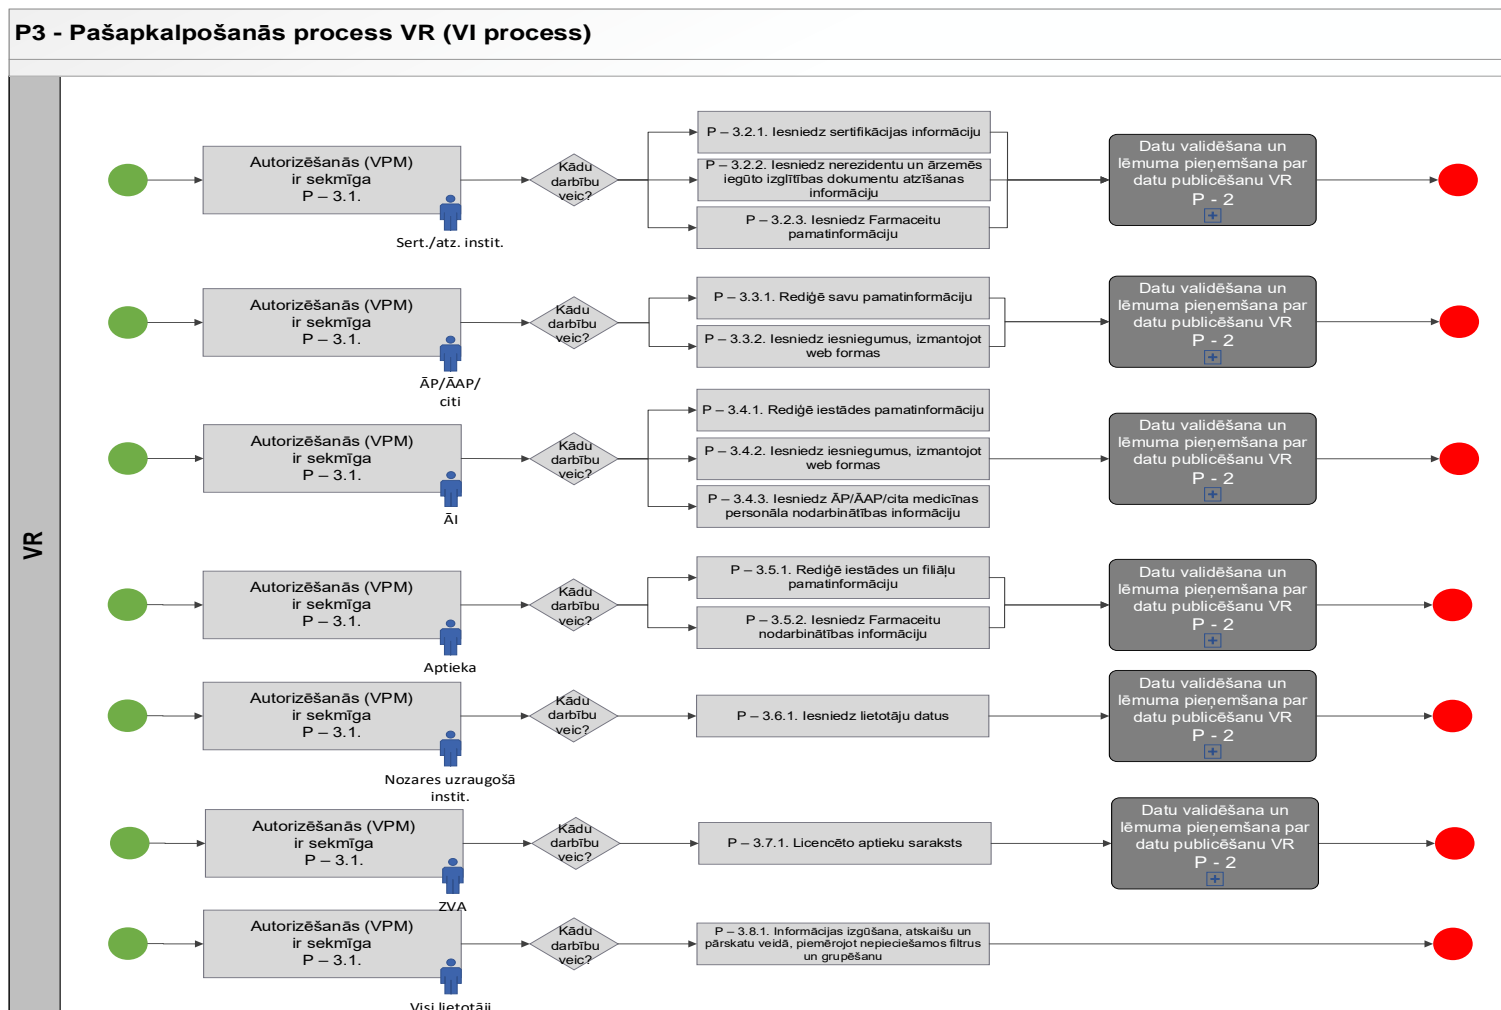 P3 - Pašapkalpošanās process VR (VI process)
VR
Autorizēšanās (VPM)
ir sekmīga
P – 3.1.
Sert./atz. instit.
Kādu
darbību
veic?
P – 3.2.1. Iesniedz sertifikācijas informāciju
P – 3.2.2. Iesniedz nerezidentu un ārzemēs
iegūto izglītības dokumentu atzīšanas
informāciju
P – 3.2.3. Iesniedz Farmaceitu
pamatinformāciju
Datu validēšana un
lēmuma pieņemšana par
datu publicēšanu VR
P - 2
Autorizēšanās (VPM)
ir sekmīga
P – 3.1.
ĀP/ĀAP/
citi
Kādu
darbību
veic?
P – 3.3.1. Rediģē savu pamatinformāciju
P – 3.3.2. Iesniedz iesniegumus, izmantojot
web formas
Datu validēšana un
lēmuma pieņemšana par
datu publicēšanu VR
P - 2
Autorizēšanās (VPM)
ir sekmīga
P – 3.1.
ĀI
Kādu
darbību
veic?
P – 3.4.1. Rediģē iestādes pamatinformāciju
P – 3.4.2. Iesniedz iesniegumus, izmantojot
web formas
P – 3.4.3. Iesniedz ĀP/ĀAP/cita medicīnas
personāla nodarbinātības informāciju
Datu validēšana un
lēmuma pieņemšana par
datu publicēšanu VR
P - 2
Autorizēšanās (VPM)
ir sekmīga
P – 3.1.
Aptieka
Kādu
darbību
veic?
P – 3.5.1. Rediģē iestādes un filiāļu
pamatinformāciju
P – 3.5.2. Iesniedz Farmaceitu
nodarbinātības informāciju
Datu validēšana un
lēmuma pieņemšana par
datu publicēšanu VR
P - 2
Autorizēšanās (VPM)
ir sekmīga
P – 3.1.
Nozares uzraugošā
instit.
Kādu
darbību
veic?
P – 3.6.1. Iesniedz lietotāju datus
Datu validēšana un
lēmuma pieņemšana par
datu publicēšanu VR
P - 2
Autorizēšanās (VPM)
ir sekmīga
P – 3.1.
ZVA
Kādu
darbību
veic?
P – 3.7.1. Licencēto aptieku saraksts
Datu validēšana un
lēmuma pieņemšana par
datu publicēšanu VR
P - 2
Autorizēšanās (VPM)
ir sekmīga
P – 3.1.
Visi lietotāji
Kādu
darbību
veic?
P – 3.8.1. Informācijas izgūšana, atskaišu un
pārskatu veidā, piemērojot nepieciešamos filtrus
un grupēšanu